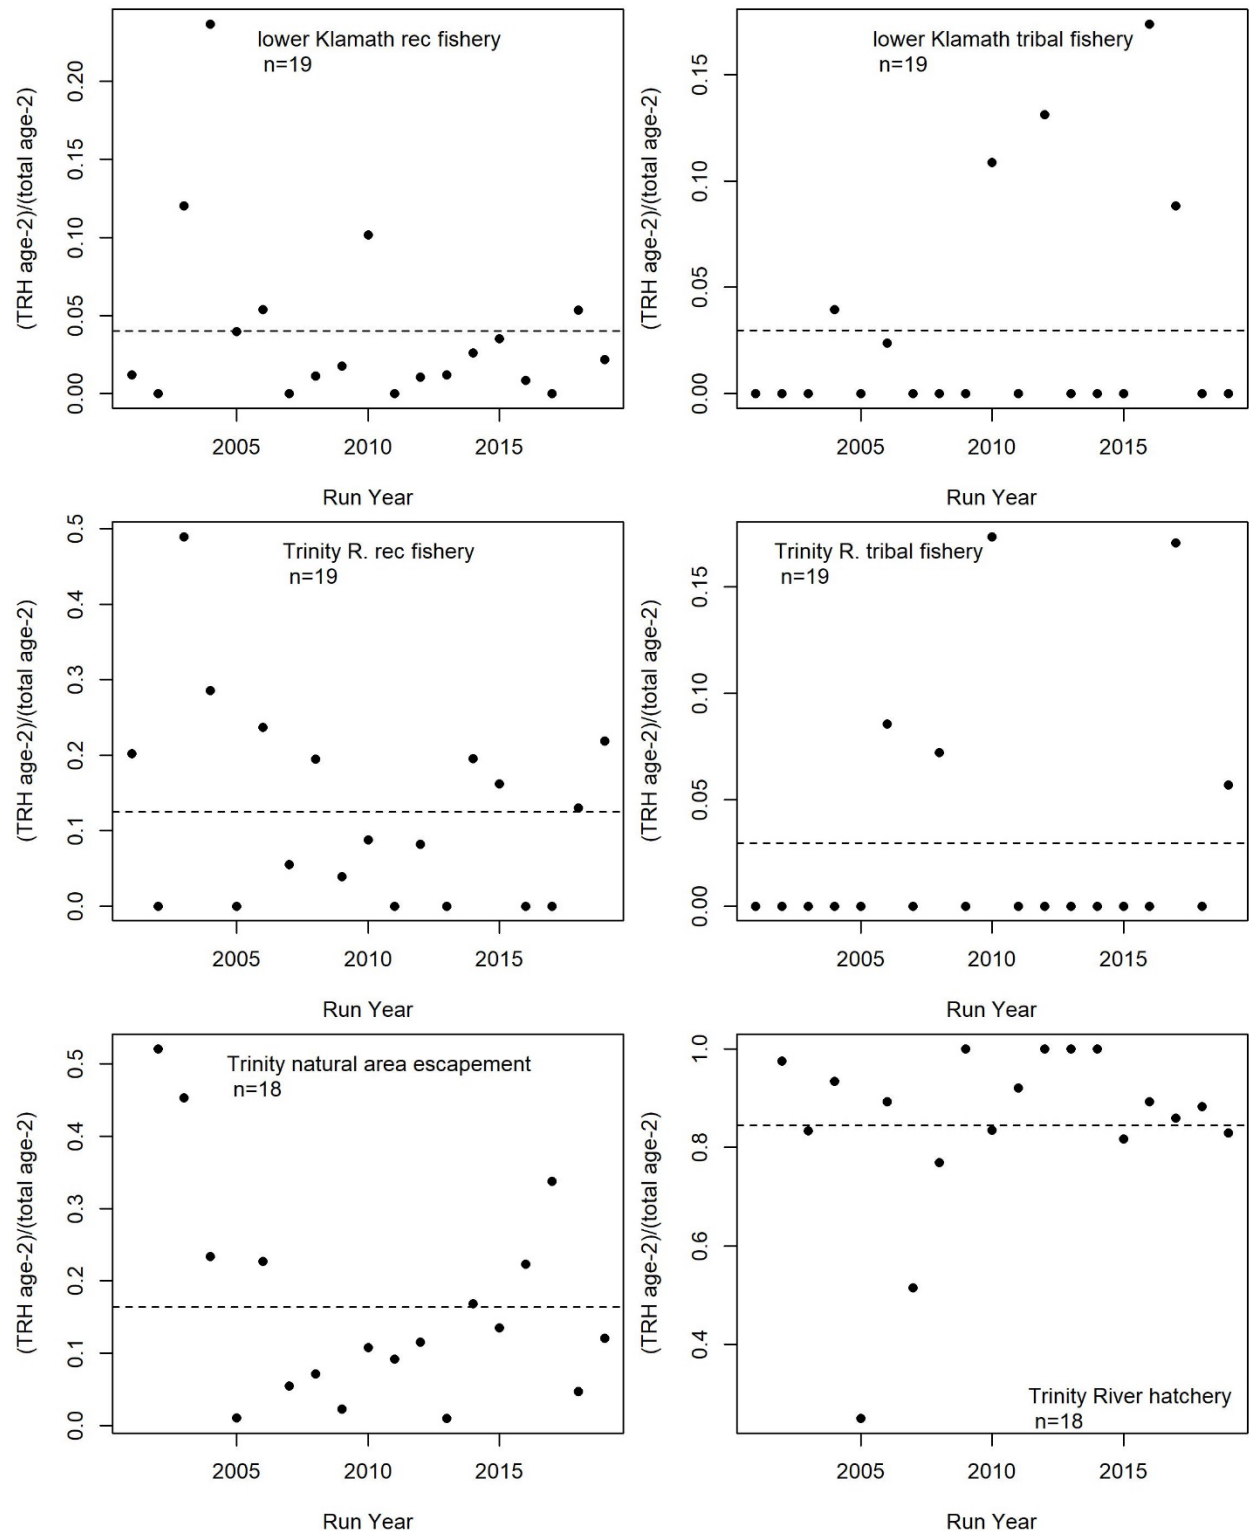 lower Klamath rec fishery
n=19
(TRH age-2)/(total age-2)
0.20
0.15
0.10
0.05
0.00
2005
2010
2015
Run Year
lower Klamath tribal fishery
n=19
(TRH age-2)/(total age-2)
0.15
0.10
0.05
0.00
2005
2010
2015
Run Year
Trinity R. rec fishery
n=19
(TRH age-2)/(total age-2)
0.5
0.4
0.3
0.2
0.1
0.0
2005
2010
2015
Run Year
Trinity R. tribal fishery
n=19
(TRH age-2)/(total age-2)
0.15
0.10
0.05
0.00
2005
2010
2015
Run Year
Trinity natural area escapement
n=18
(TRH age-2)/(total age-2)
0.5
0.4
0.3
0.2
0.1
0.0
2005
2010
2015
Run Year
(TRH age-2)/(total age-2)
1.0
0.8
0.6
0.4
Trinity River hatchery
n=18
2005
2010
2015
Run Year